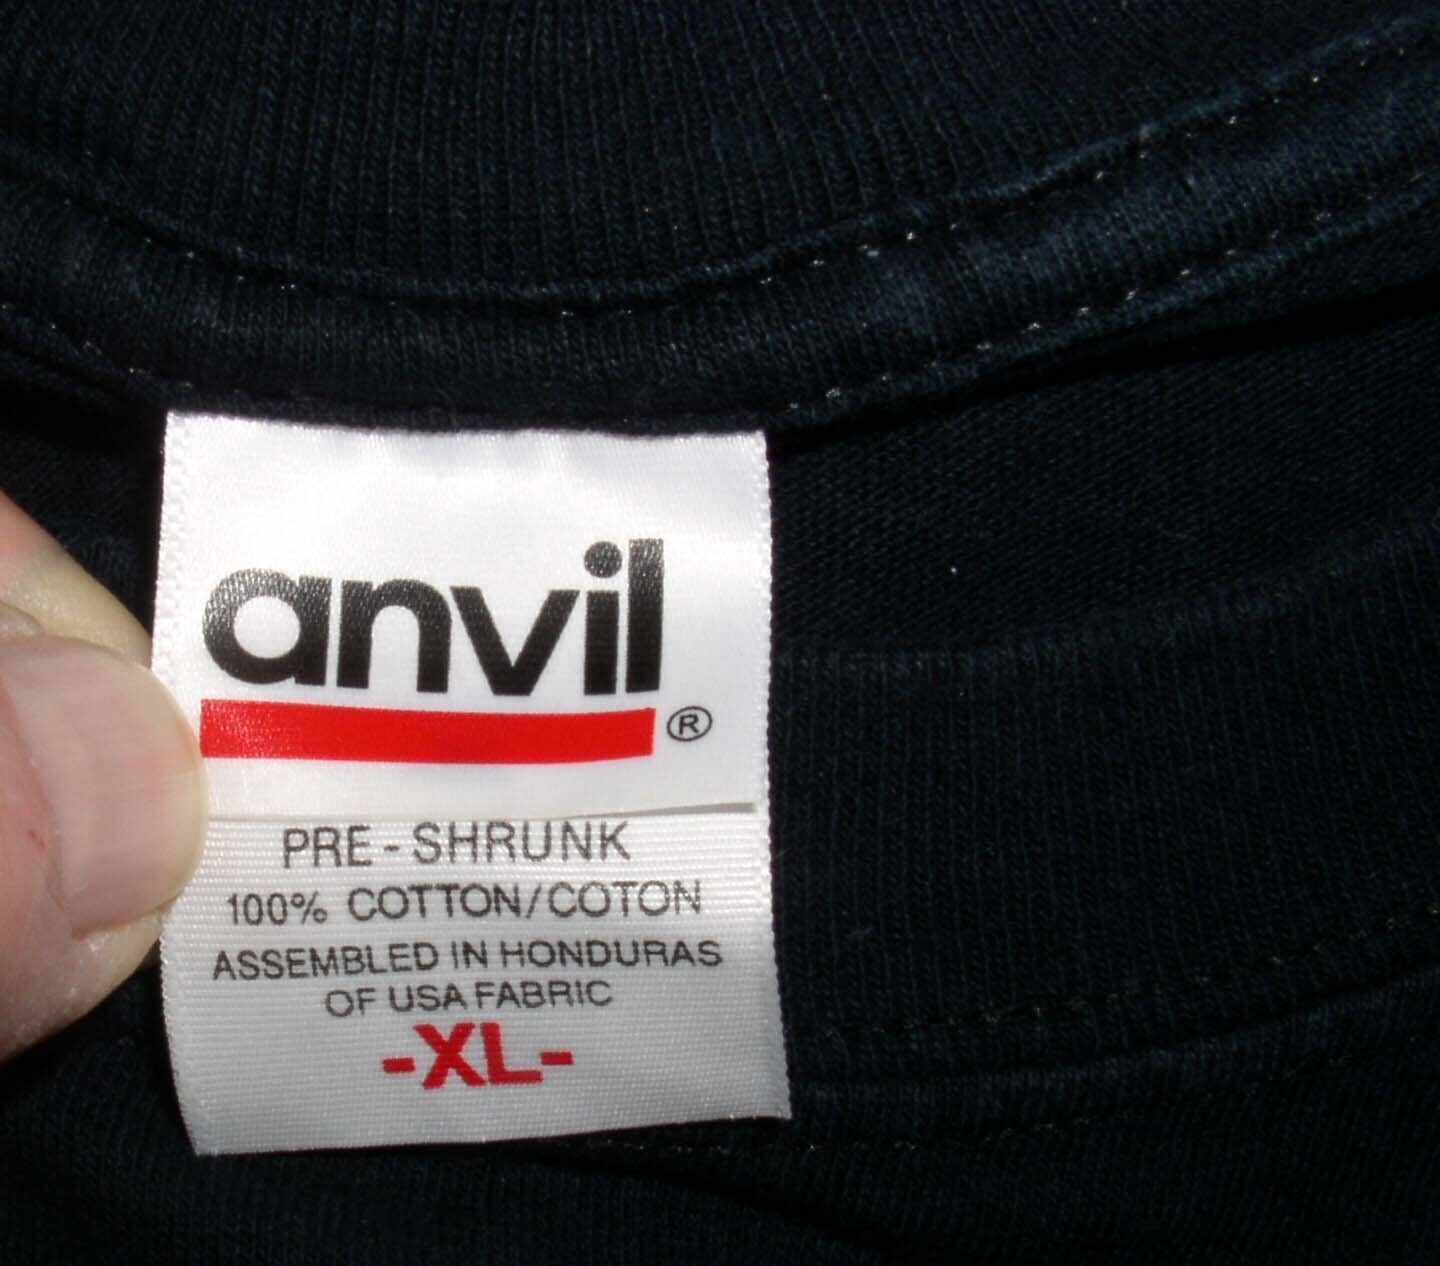 anvil
®
PRE-SHRUNK
100% COTTON/COTON
ASSEMBLED IN HONDURAS
OF USA FABRIC
-XL-